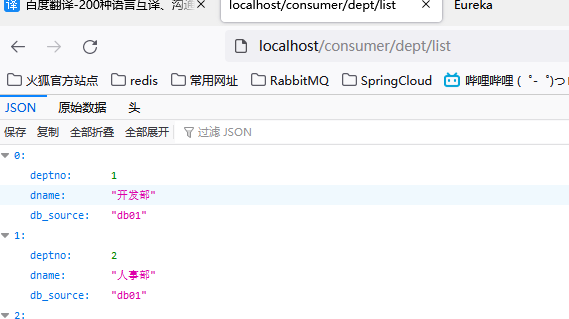 译 百度翻译-200种语言互译、沟通
localhost/consumer/dept/list
Eureka
localhost/consumer/dept/list
火狐官方站点 redis 常用网址 RabbitMQ SpringCloud 哔哩哔哩 ( ゜- ゜)つ
JSON 原始数据 头
保存 复制 全部折叠 全部展开 过滤 JSON
0:
deptno: 1
dname: "开发部"
db_source: "db01"
1:
deptno: 2
dname: "人事部"
db_source: "db01"
2: